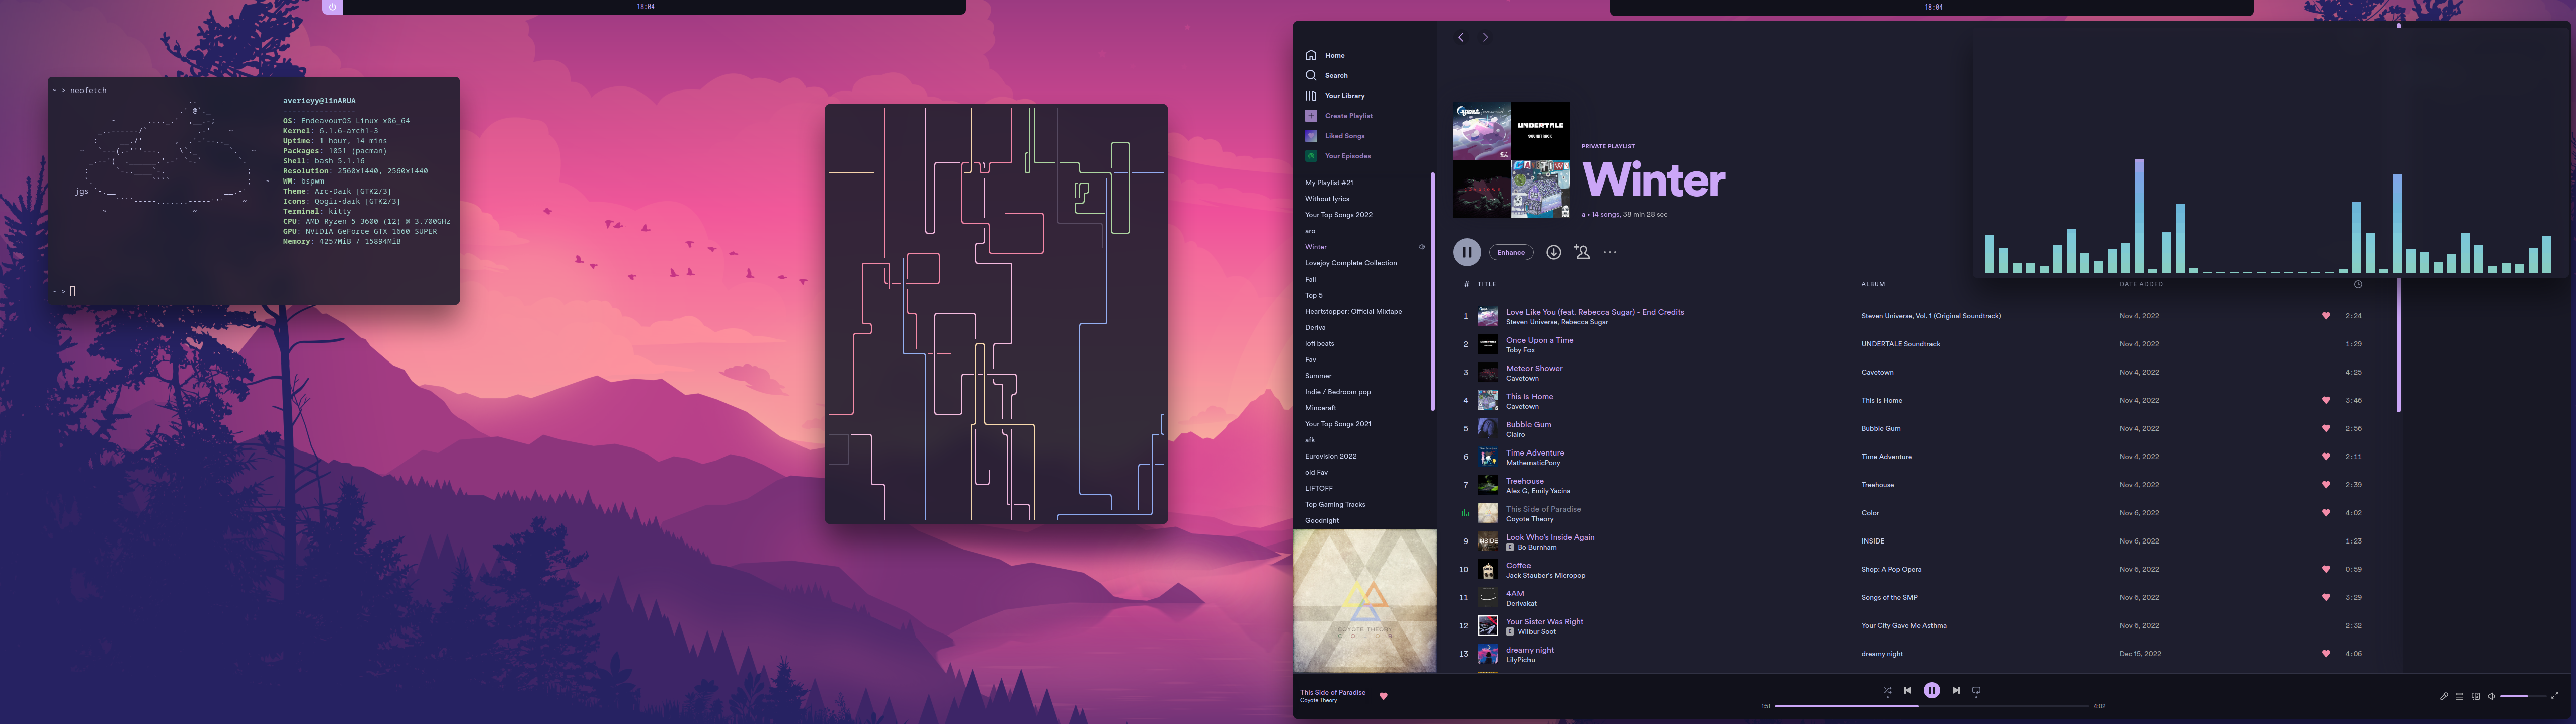 18:04
18:04
~ > neofetch
averieyy@linARUA
----------------
OS: EndeavourOS Linux x86_64
Kernel: 6.1.6-arch1-3
Uptime: 1 hour, 14 mins
Packages: 1051 (pacman)
Shell: bash 5.1.16
Resolution: 2560x1440, 2560x1440
WM: bspwm
Theme: Arc-Dark [GTK2/3]
Icons: Qogir-dark [GTK2/3]
Terminal: kitty
CPU: AMD Ryzen 5 3600 (12) @ 3.700GHz
GPU: NVIDIA GeForce GTX 1660 SUPER
Memory: 4257MiB / 15894MiB
jgs
~ >
Home
Search
Your Library
Create Playlist
Liked Songs
Your Episodes
My Playlist #21
Without lyrics
Your Top Songs 2022
aro
Winter
Lovejoy Complete Collection
Fall
Top 5
Heartstopper: Official Mixtape
Deriva
lofi beats
Fav
Summer
Indie / Bedroom pop
Minceraft
Your Top Songs 2021
afk
Eurovision 2022
old Fav
LIFTOFF
Top Gaming Tracks
Goodnight
COYOTE THEORY
COLOR
UNDERTALE
SOUNDTRACK
PRIVATE PLAYLIST
Winter
a • 14 songs, 38 min 28 sec
Enhance
# TITLE ALBUM DATE ADDED
1 Love Like You (feat. Rebecca Sugar) - End Credits Steven Universe, Vol. 1 (Original Soundtrack) Nov 4, 2022 2:24
Steven Universe, Rebecca Sugar
2 Once Upon a Time UNDERTALE Soundtrack Nov 4, 2022 1:29
Toby Fox
3 Meteor Shower Cavetown Nov 4, 2022 4:25
Cavetown
4 This Is Home This Is Home Nov 4, 2022 3:46
Cavetown
5 Bubble Gum Bubble Gum Nov 4, 2022 2:56
Clairo
6 Time Adventure Time Adventure Nov 4, 2022 2:11
MathematicPony
7 Treehouse Treehouse Nov 4, 2022 2:39
Alex G, Emily Yacina
This Side of Paradise Color Nov 6, 2022 4:02
Coyote Theory
9 Look Who's Inside Again INSIDE Nov 6, 2022 1:23
E Bo Burnham
10 Coffee Shop: A Pop Opera Nov 6, 2022 0:59
Jack Stauber's Micropop
11 4AM Songs of the SMP Nov 6, 2022 3:29
Derivakat
12 Your Sister Was Right Your City Gave Me Asthma Nov 6, 2022 2:32
E Wilbur Soot
13 dreamy night dreamy night Dec 15, 2022 4:06
LilyPichu
This Side of Paradise
Coyote Theory
1:51 4:02